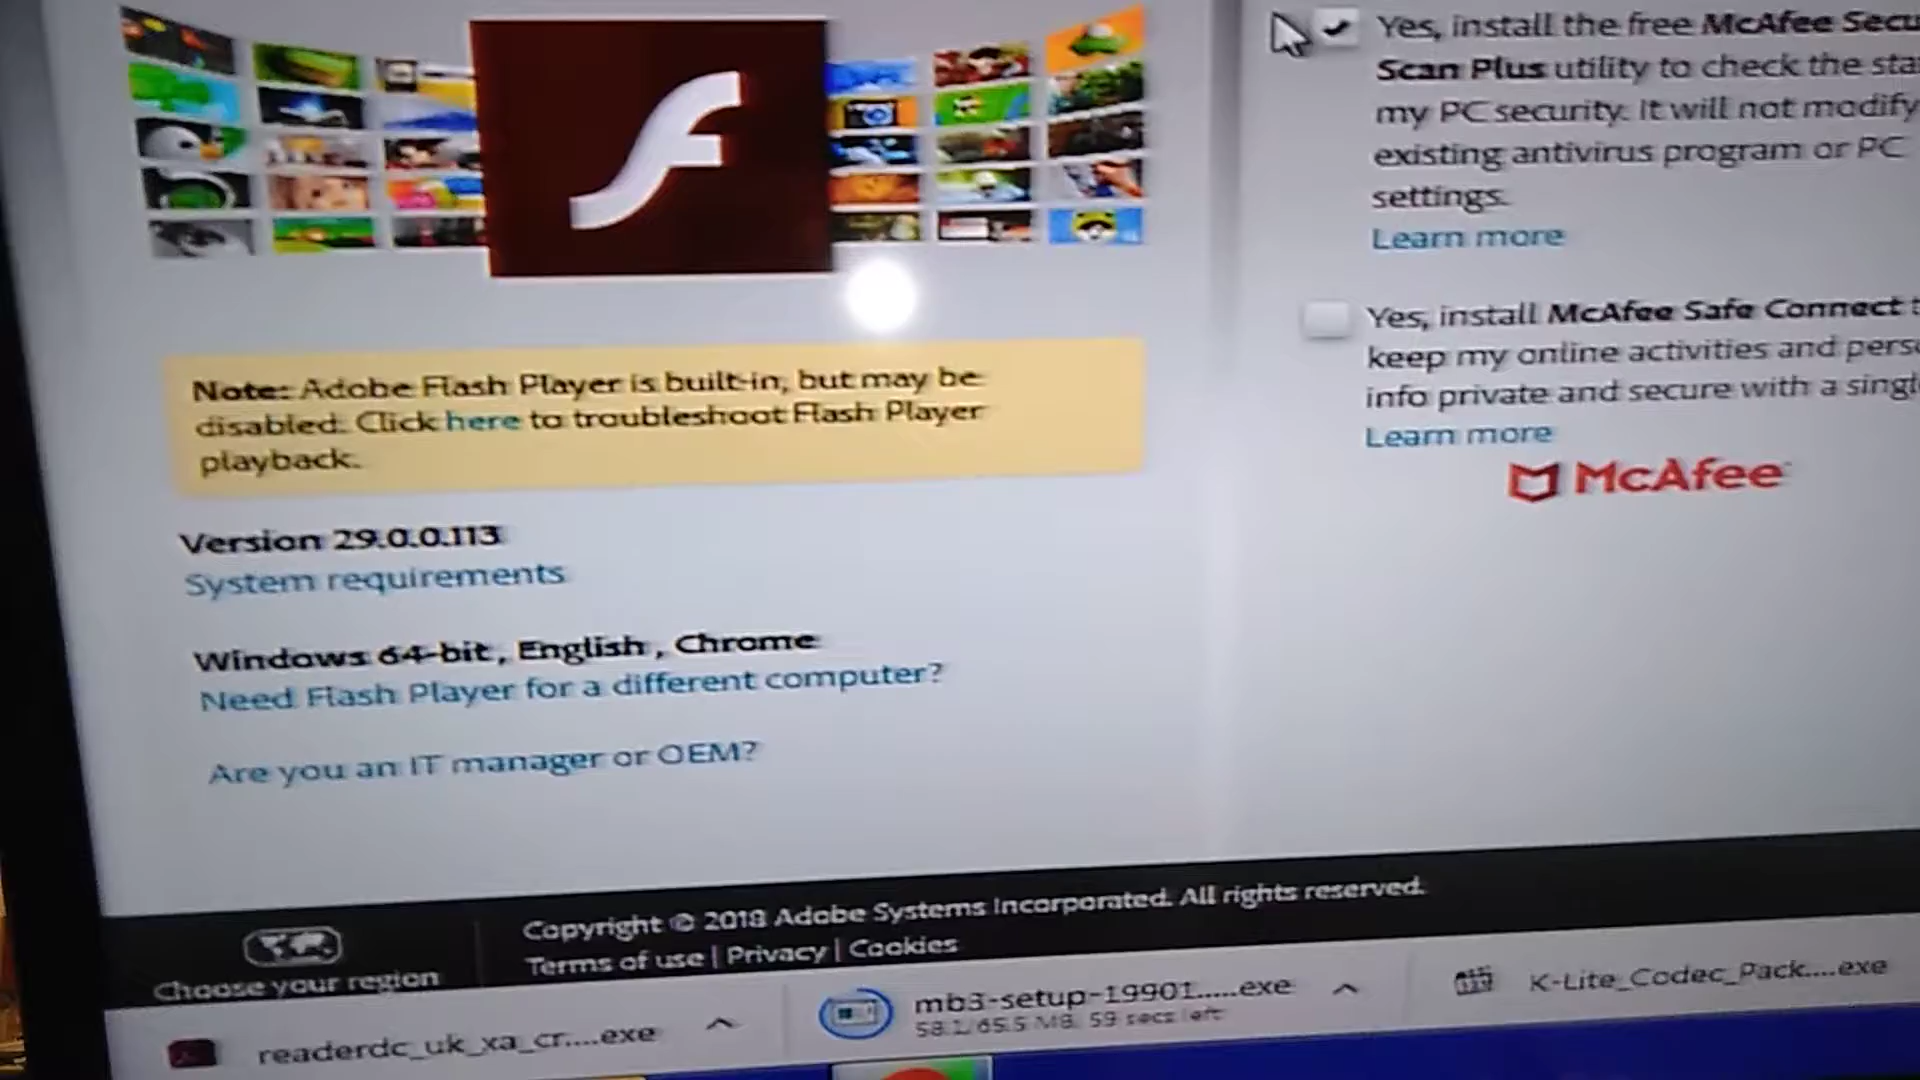 Yes, install the free McAfee Secu
Scan Plus utility to check the sta
my PC security. It will not modify
existing antivirus program or PC
settings.
Learn more
Yes, install McAfee Safe Connect t
keep my online activities and perso
info private and secure with a singl
Learn more
McAfee
Note: Adobe Flash Player is built-in, but may be
disabled. Click here to troubleshoot Flash Player
playback.
Version 29.0.0.113
System requirements
Windows 64-bit, English, Chrome
Need Flash Player for a different computer?
Are you an IT manager or OEM?
Choose your region
Copyright © 2018 Adobe Systems Incorporated. All rights reserved.
Terms of use | Privacy | Cookies
readerdc_uk_xa_cr....exe
mb3-setup-19901.....exe
58.1/65.5 MB, 59 secs left
K-Lite_Codec_Pack....exe